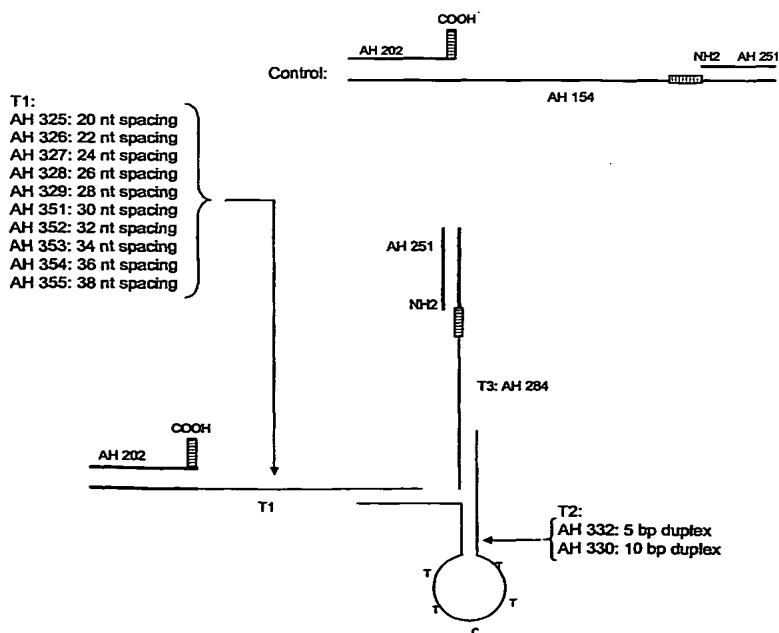 COOH
AH 202
Control:
NH2 AH 251
AH 154
T1:
AH 325: 20 nt spacing
AH 326: 22 nt spacing
AH 327: 24 nt spacing
AH 328: 26 nt spacing
AH 329: 28 nt spacing
AH 351: 30 nt spacing
AH 352: 32 nt spacing
AH 353: 34 nt spacing
AH 354: 36 nt spacing
AH 355: 38 nt spacing
AH 251
NH2
T3: AH 284
COOH
AH 202
T1
T2:
AH 332: 5 bp duplex
AH 330: 10 bp duplex
T
T
T
T
C